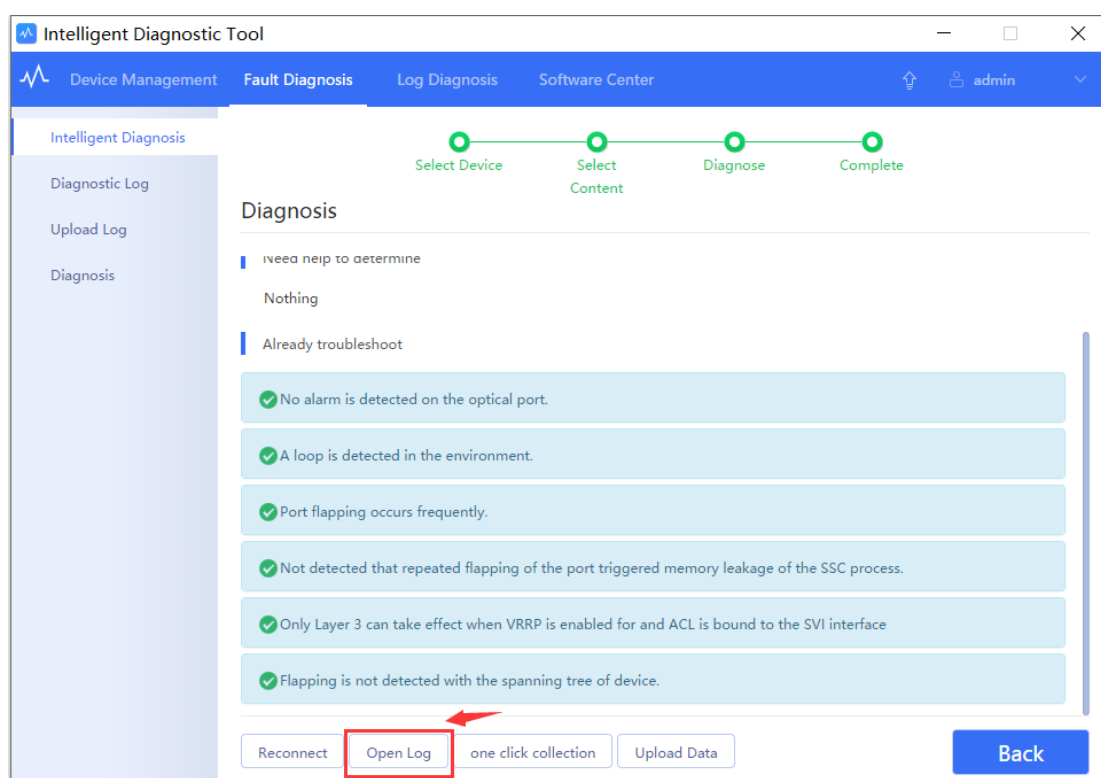 Intelligent Diagnostic Tool
Device Management Fault Diagnosis Log Diagnosis Software Center admin
Intelligent Diagnosis
Diagnostic Log
Upload Log
Diagnosis
Select Device Select Diagnose Complete
Content
Diagnosis
Need help to determine
Nothing
Already troubleshoot
No alarm is detected on the optical port.
A loop is detected in the environment.
Port flapping occurs frequently.
Not detected that repeated flapping of the port triggered memory leakage of the SSC process.
Only Layer 3 can take effect when VRRP is enabled for and ACL is bound to the SVI interface
Flapping is not detected with the spanning tree of device.
Reconnect Open Log one click collection Upload Data Back